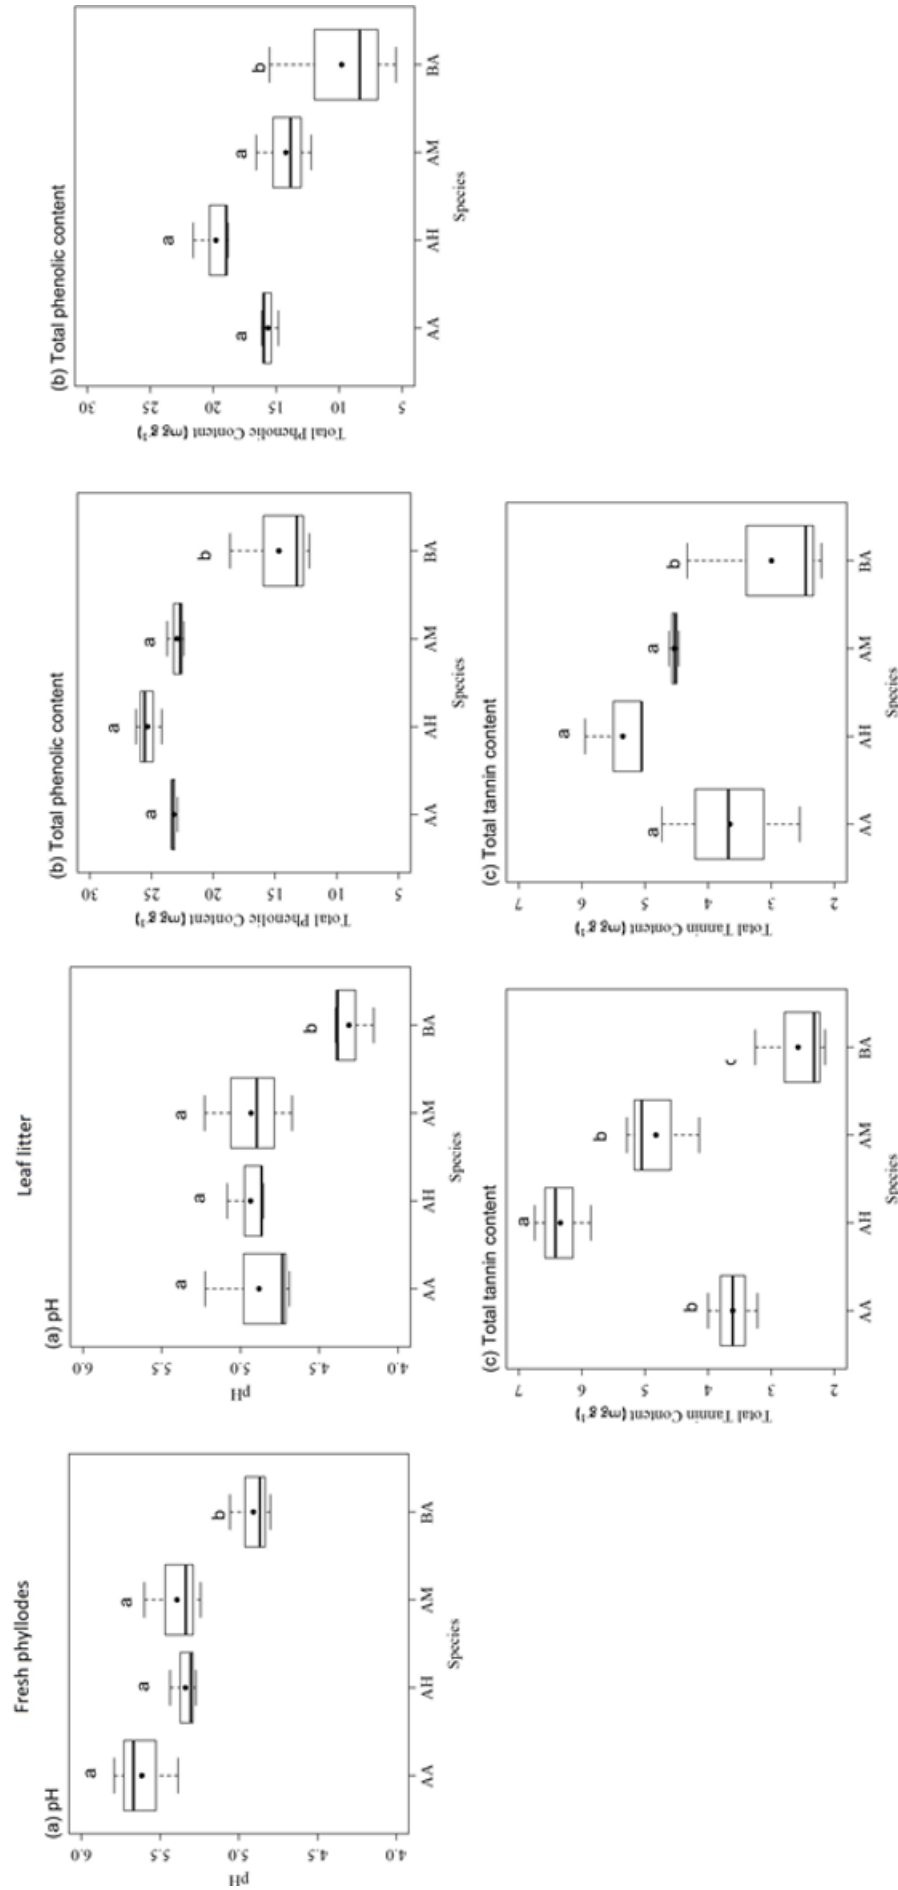 Fresh phyllodes
Leaf litter
(a) pH
pH
6.0
5.5
5.0
4.5
4.0
a
a
a
b
AA AH AM BA
Species
(a) pH
pH
6.0
5.5
5.0
4.5
4.0
a
a
a
b
AA AH AM BA
Species
(b) Total phenolic content
Total Phenolic Content (mg g⁻¹)
30
25
20
15
10
5
a
a
a
b
AA AH AM BA
Species
(b) Total phenolic content
Total Phenolic Content (mg g⁻¹)
30
25
20
15
10
5
a
a
a
b
AA AH AM BA
Species
(c) Total tannin content
Total Tannin Content (mg g⁻¹)
7
6
5
4
3
2
b
a
b
c
AA AH AM BA
Species
(c) Total tannin content
Total Tannin Content (mg g⁻¹)
7
6
5
4
3
2
a
a
a
b
AA AH AM BA
Species